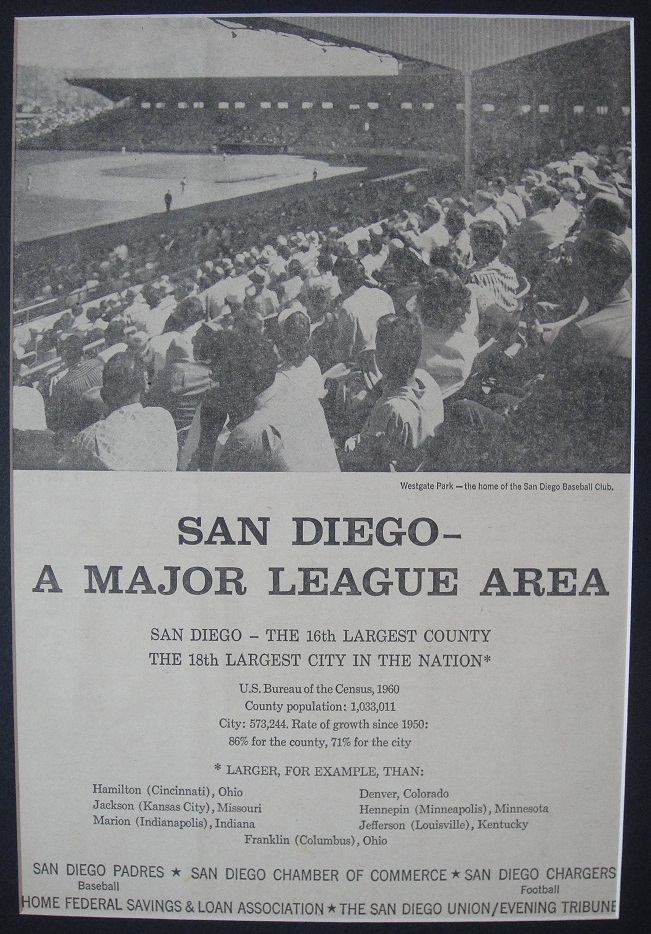 Westgate Park — the home of the San Diego Baseball Club.
SAN DIEGO–
A MAJOR LEAGUE AREA
SAN DIEGO – THE 16th LARGEST COUNTY
THE 18th LARGEST CITY IN THE NATION*
U.S. Bureau of the Census, 1960
County population: 1,033,011
City: 573,244. Rate of growth since 1950:
86% for the county, 71% for the city
* LARGER, FOR EXAMPLE, THAN:
Hamilton (Cincinnati), Ohio
Jackson (Kansas City), Missouri
Marion (Indianapolis), Indiana
Denver, Colorado
Hennepin (Minneapolis), Minnesota
Jefferson (Louisville), Kentucky
Franklin (Columbus), Ohio
SAN DIEGO PADRES ★ SAN DIEGO CHAMBER OF COMMERCE ★ SAN DIEGO CHARGERS
Baseball Football
HOME FEDERAL SAVINGS & LOAN ASSOCIATION ★ THE SAN DIEGO UNION/EVENING TRIBUNE